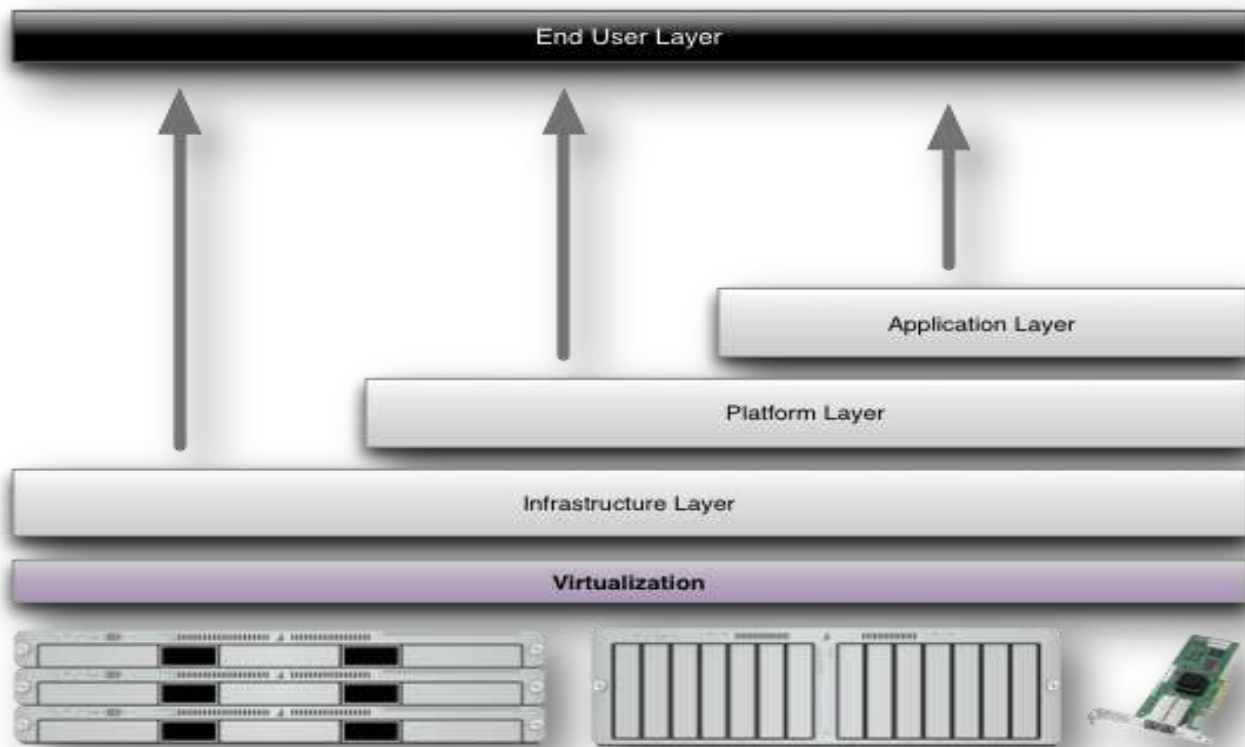 End User Layer
Application Layer
Platform Layer
Infrastructure Layer
Virtualization